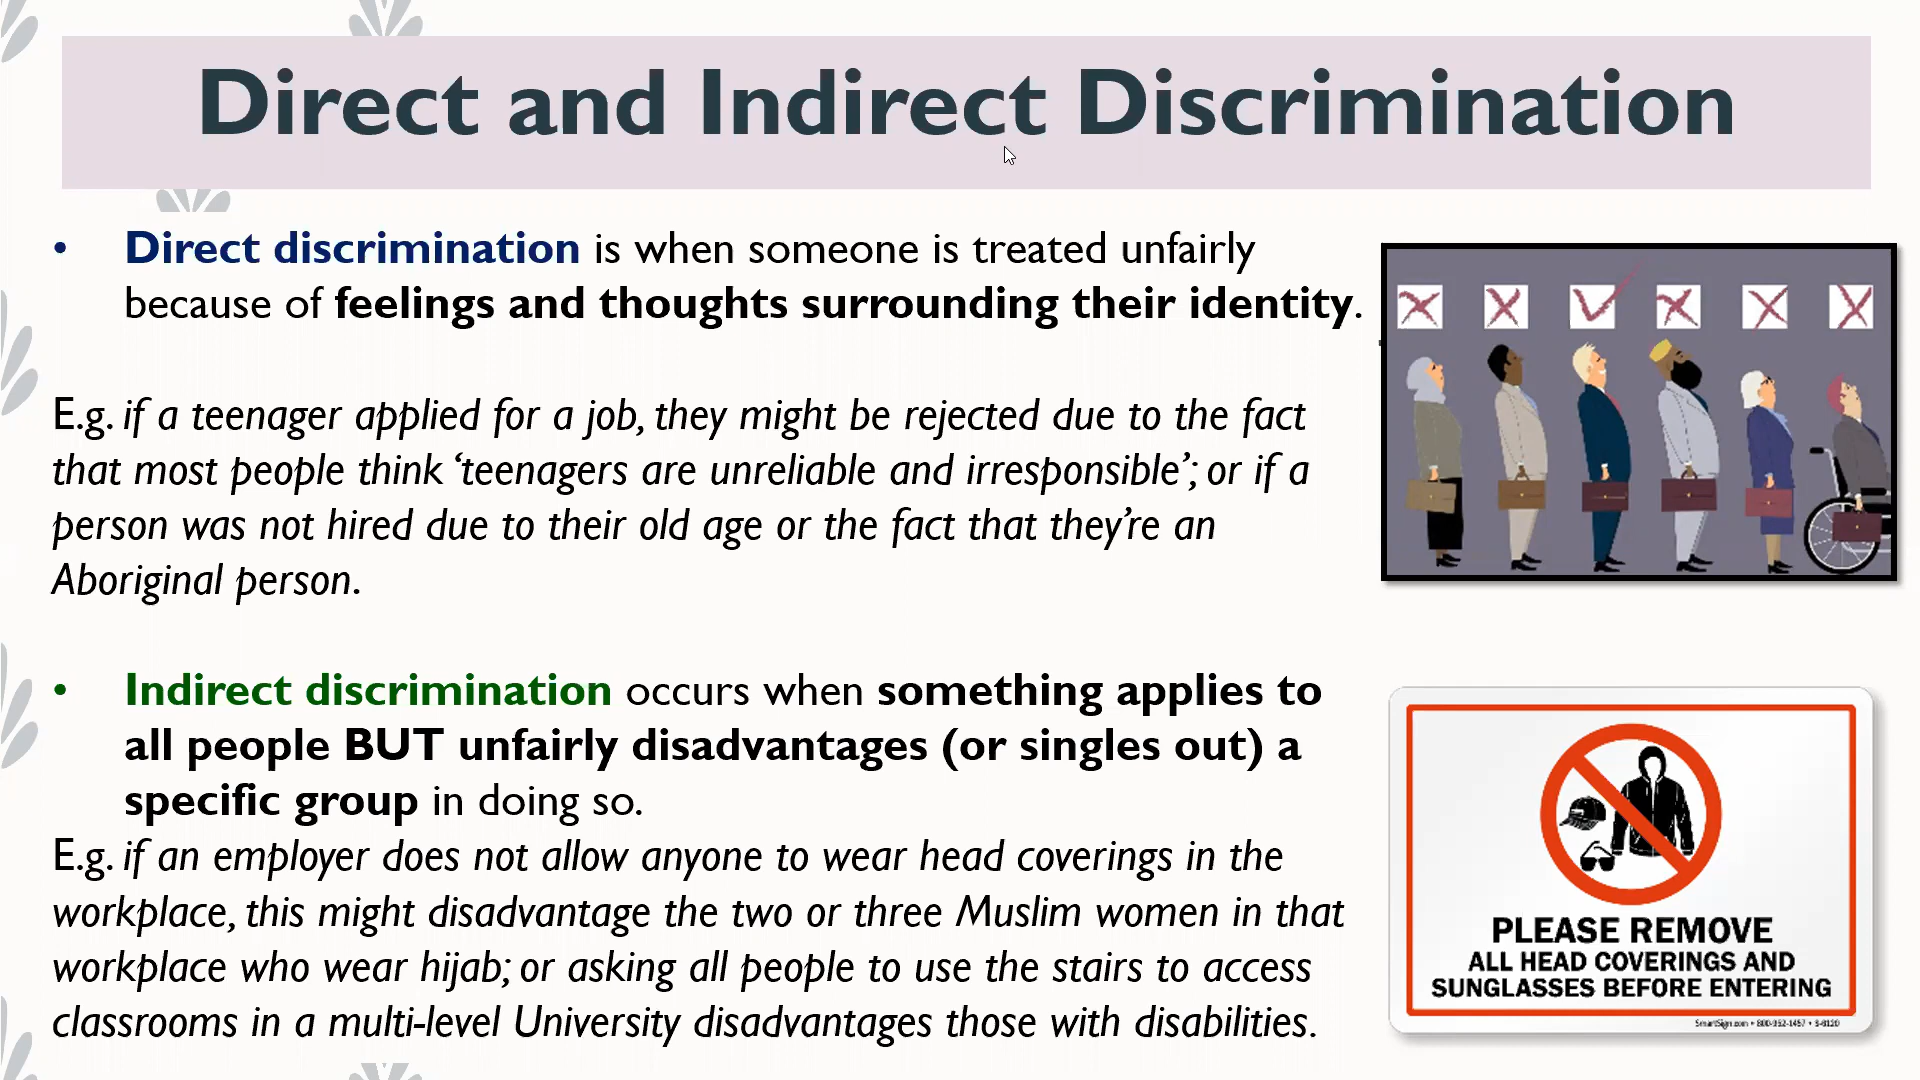 Direct and Indirect Discrimination
• Direct discrimination is when someone is treated unfairly
because of feelings and thoughts surrounding their identity.
E.g. if a teenager applied for a job, they might be rejected due to the fact
that most people think ‘teenagers are unreliable and irresponsible’; or if a
person was not hired due to their old age or the fact that they’re an
Aboriginal person.
• Indirect discrimination occurs when something applies to
all people BUT unfairly disadvantages (or singles out) a
specific group in doing so.
E.g. if an employer does not allow anyone to wear head coverings in the
workplace, this might disadvantage the two or three Muslim women in that
workplace who wear hijab; or asking all people to use the stairs to access
classrooms in a multi-level University disadvantages those with disabilities.
PLEASE REMOVE
ALL HEAD COVERINGS AND
SUNGLASSES BEFORE ENTERING
SmartSign.com • 800-952-1457 • S-8120